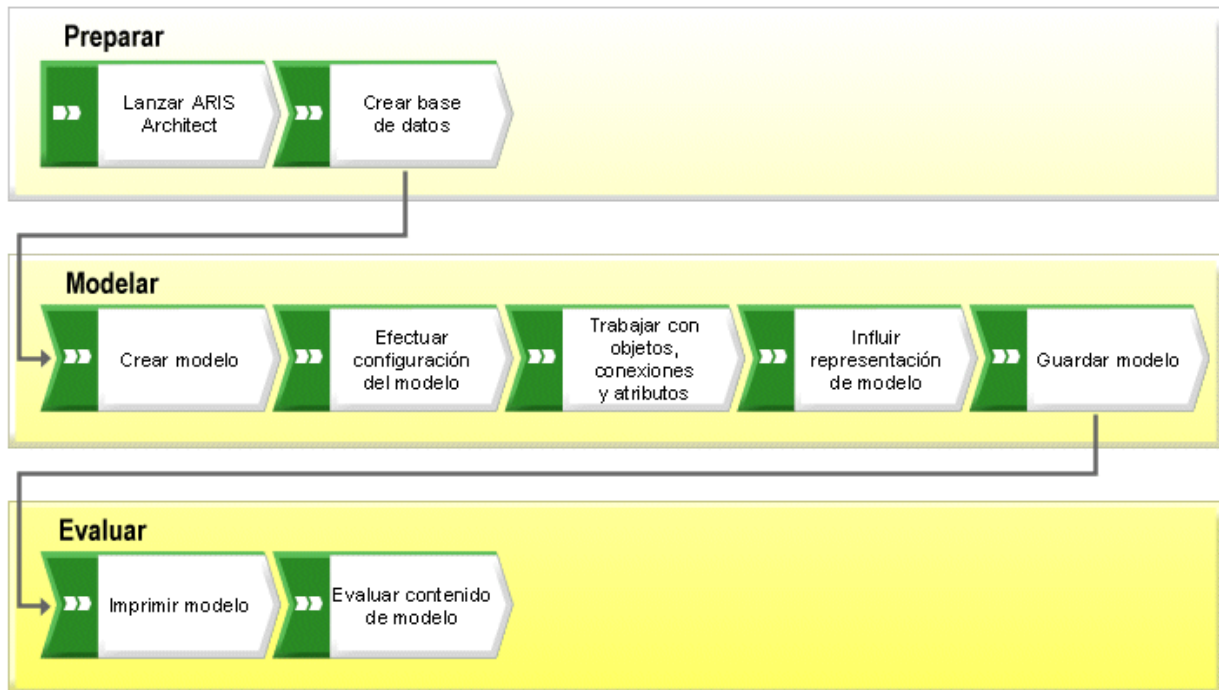 Preparar
Lanzar ARIS
Architect
Crear base
de datos
Modelar
Crear modelo
Efectuar
configuración
del modelo
Trabajar con
objetos,
conexiones
y atributos
Influir
representación
de modelo
Guardar modelo
Evaluar
Imprimir modelo
Evaluar contenido
de modelo